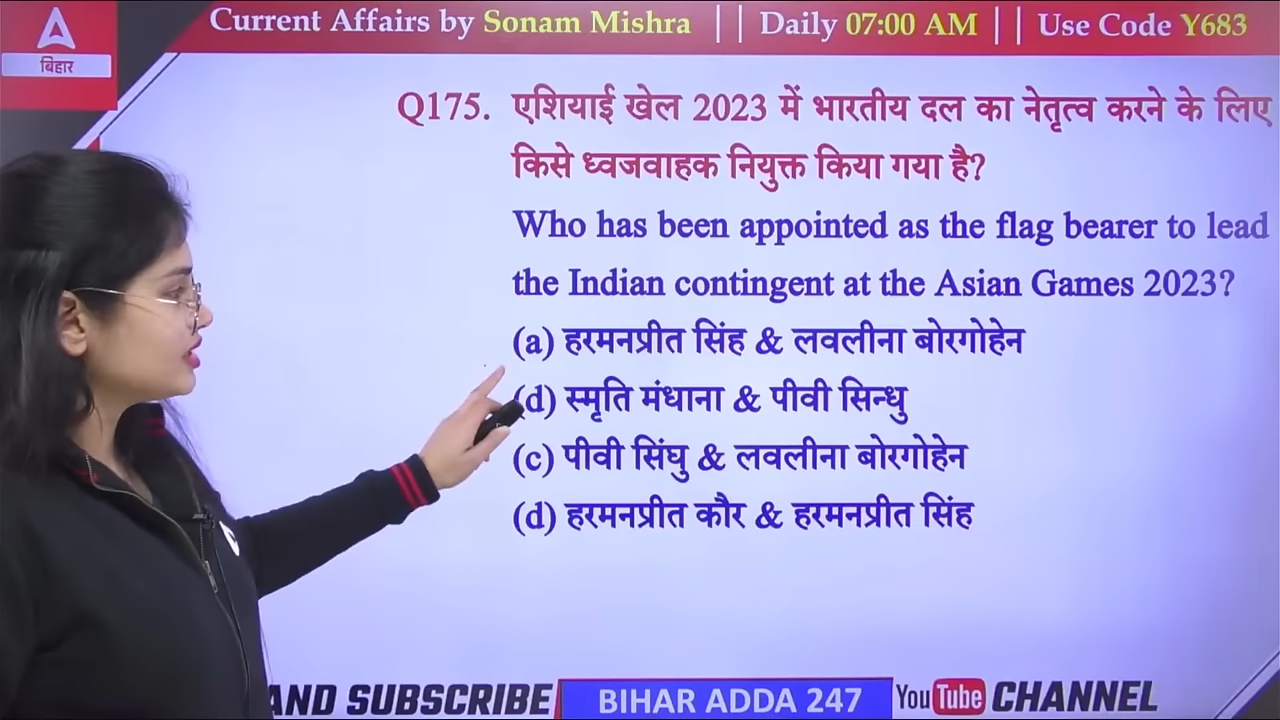 Current Affairs by Sonam Mishra || Daily 07:00 AM || Use Code Y683
बिहार
Q175. एशियाई खेल 2023 में भारतीय दल का नेतृत्व करने के लिए
किसे ध्वजवाहक नियुक्त किया गया है?
Who has been appointed as the flag bearer to lead
the Indian contingent at the Asian Games 2023?
(a) हरमनप्रीत सिंह & लवलीना बोरगोहेन
(d) स्मृति मंधाना & पीवी सिन्धु
(c) पीवी सिंघु & लवलीना बोरगोहेन
(d) हरमनप्रीत कौर & हरमनप्रीत सिंह
AND SUBSCRIBE BIHAR ADDA 247 YouTube CHANNEL